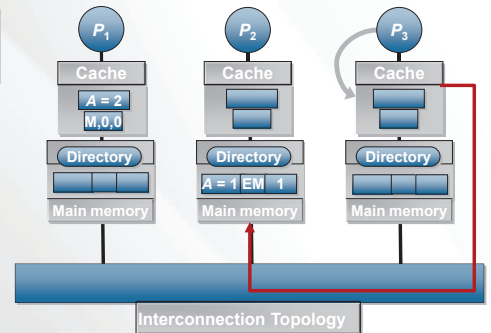 P1
P2
P3
Cache
Cache
Cache
A = 2
M,0,0
Directory
Directory
Directory
A = 1 EM 1
Main memory
Main memory
Main memory
Interconnection Topology